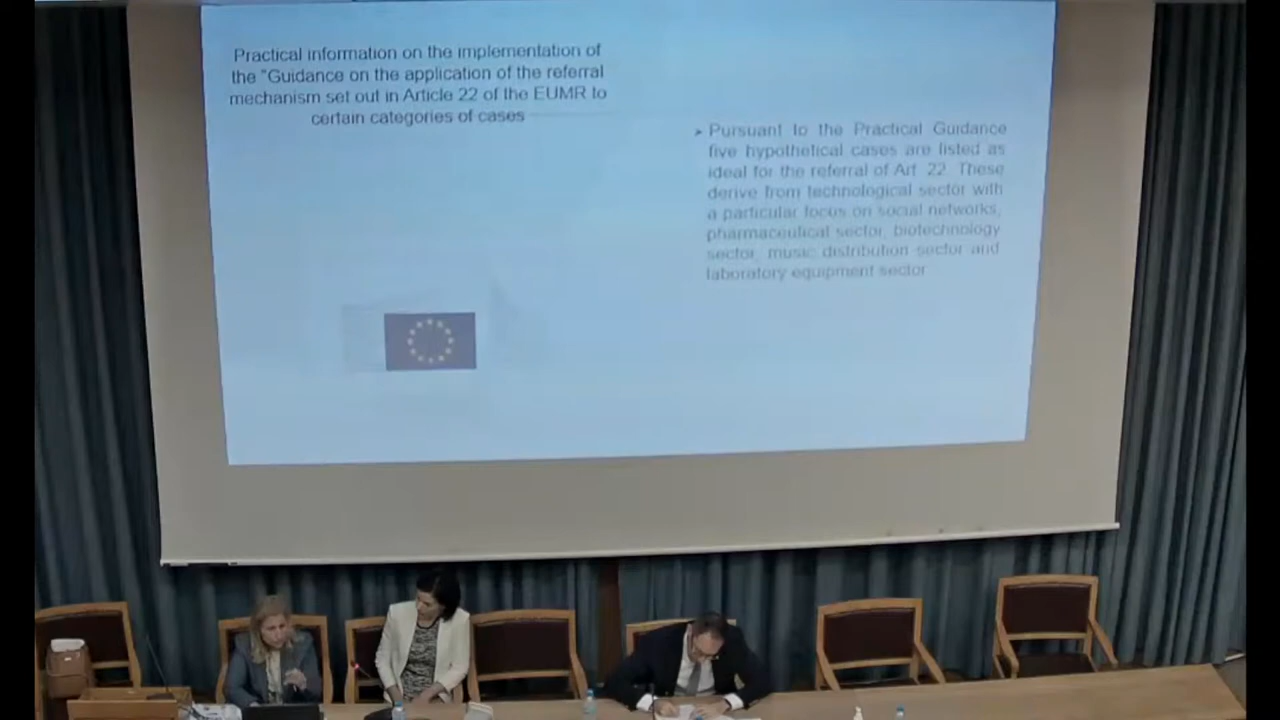 Practical information on the implementation of
the "Guidance on the application of the referral
mechanism set out in Article 22 of the EUMR to
certain categories of cases
➤ Pursuant to the Practical Guidance
five hypothetical cases are listed as
ideal for the referral of Art. 22. These
derive from technological sector with
a particular focus on social networks,
pharmaceutical sector, biotechnology
sector, music distribution sector and
laboratory equipment sector